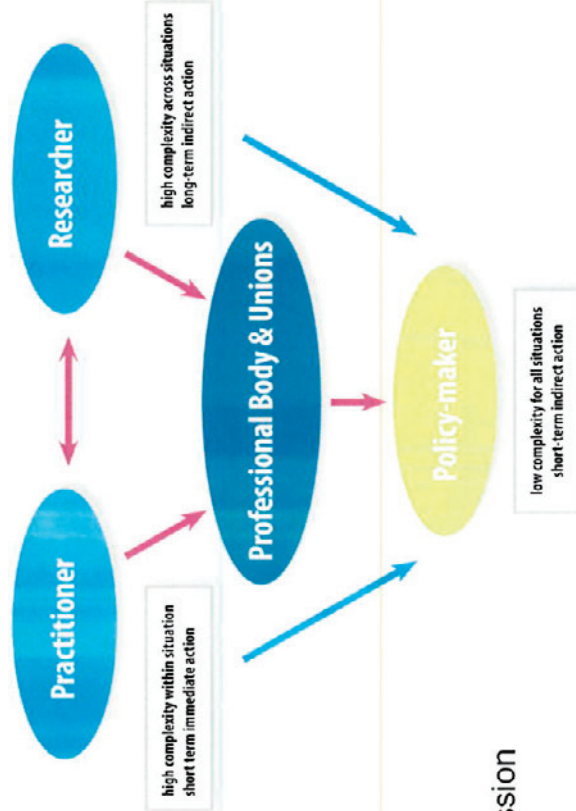 Practitioner
Researcher
high complexity within situation
short term immediate action
high complexity across situations
long-term indirect action
Professional Body & Unions
Policy-maker
low complexity for all situations
short-term indirect action
ssion